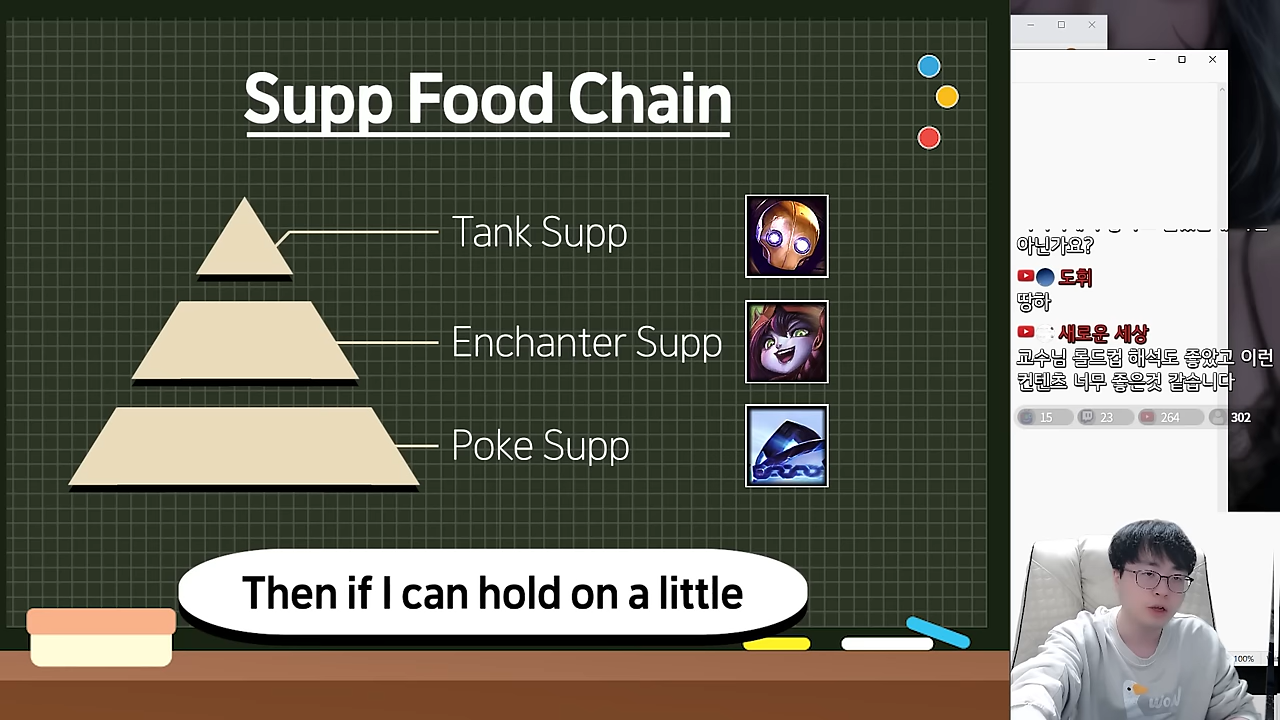 Supp Food Chain
Tank Supp
Enchanter Supp
Poke Supp
Then if I can hold on a little
아닌가요?
도휘
땅하
새로운 세상
교수님 롤드컵 해석도 좋았고 이런
컨텐츠 너무 좋은것 같습니다
15 23 264 302
100%
WON